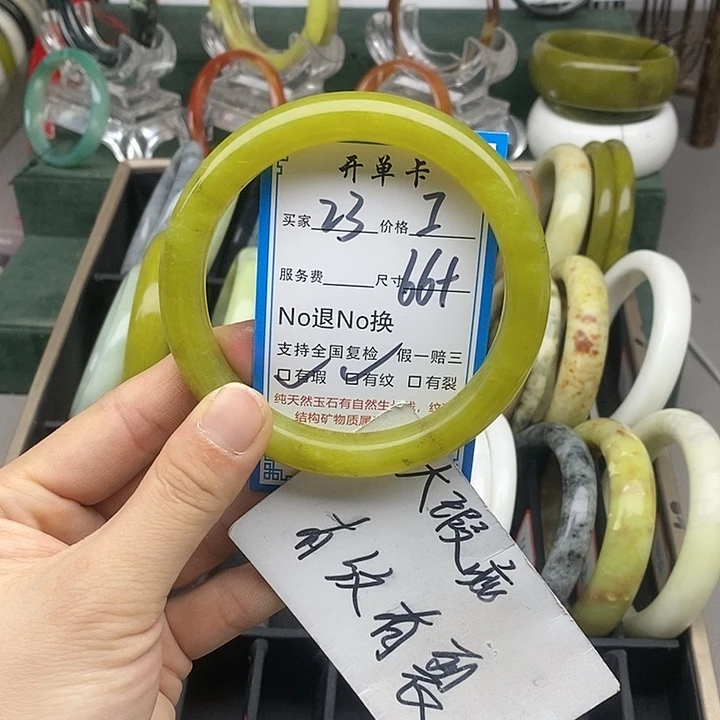 开单卡
买家 23 价格 I
服务费 尺寸 66+
No退No换
支持全国复检 假一赔三
☑有瑕 ☑有纹 □有裂
纯天然玉石有自然生长
结构矿物质属
大瑕疵
有纹有裂